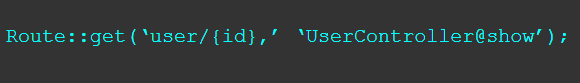 Route::get(‘user/{id},’ ‘UserController@show’);